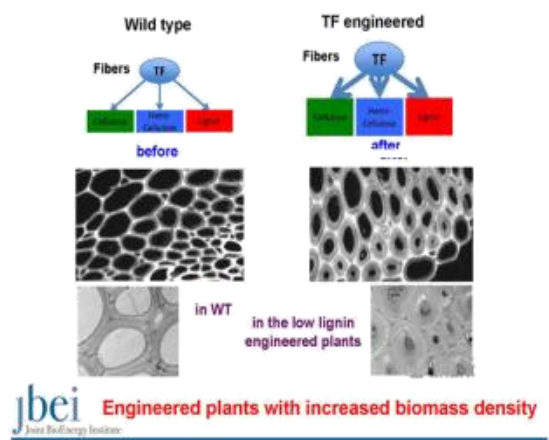 Wild type
TF engineered
Fibers
TF
Fibers
TF
Cellulose
Hemi-
Cellulose
Lignin
Cellulose
Hemi-
Cellulose
Lignin
before
after
in WT
in the low lignin
engineered plants
jbei
Joint BioEnergy Institute
Engineered plants with increased biomass density